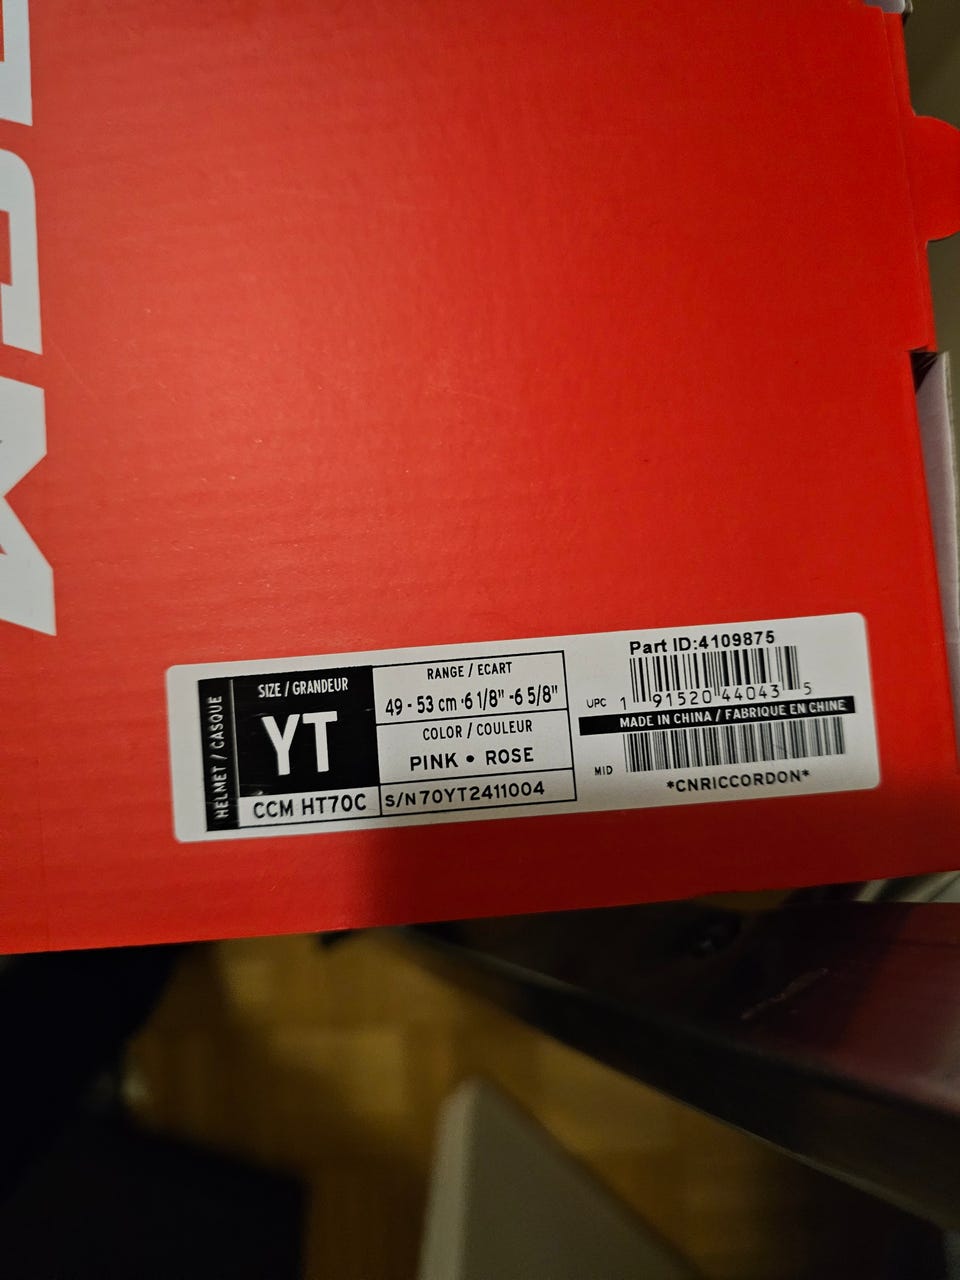 CCM
HELMET / CASQUE
SIZE / GRANDEUR
YT
CCM HT70C
RANGE / ECART
49 - 53 cm · 6 1/8" - 6 5/8"
COLOR / COULEUR
PINK • ROSE
S/N 70YT2411004
Part ID:4109875
UPC 1 91520 44043 5
MADE IN CHINA / FABRIQUE EN CHINE
MID
*CNRICCORDON*